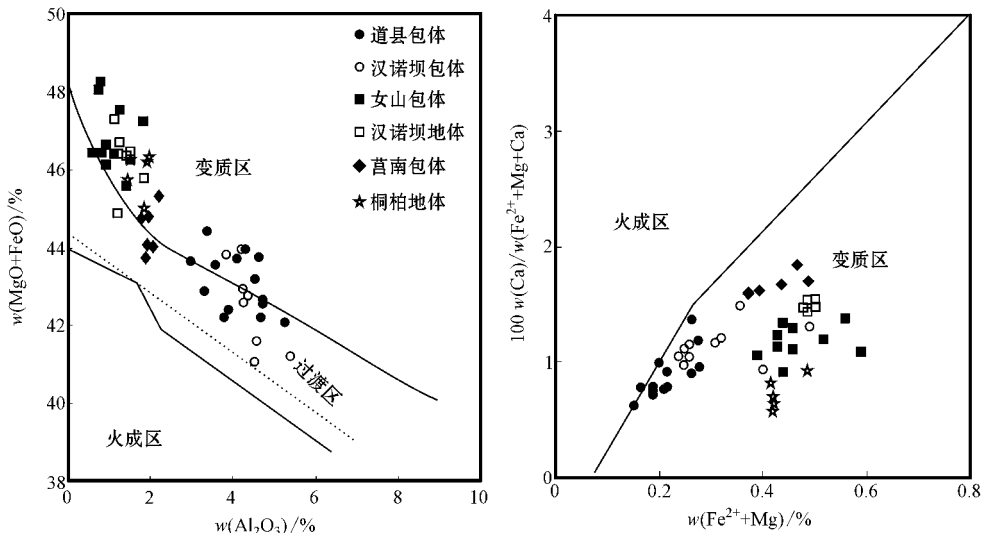 50
48
46
44
42
40
38
0
2
4
6
8
10
w(MgO+FeO)/%
w(Al₂O₃)/%
道县包体
汉诺坝包体
女山包体
汉诺坝地体
莒南包体
桐柏地体
变质区
过渡区
火成区
4
3
2
1
0
0
0.2
0.4
0.6
0.8
100 w(Ca)/w(Fe²⁺+Mg+Ca)
w(Fe²⁺+Mg)/%
火成区
变质区